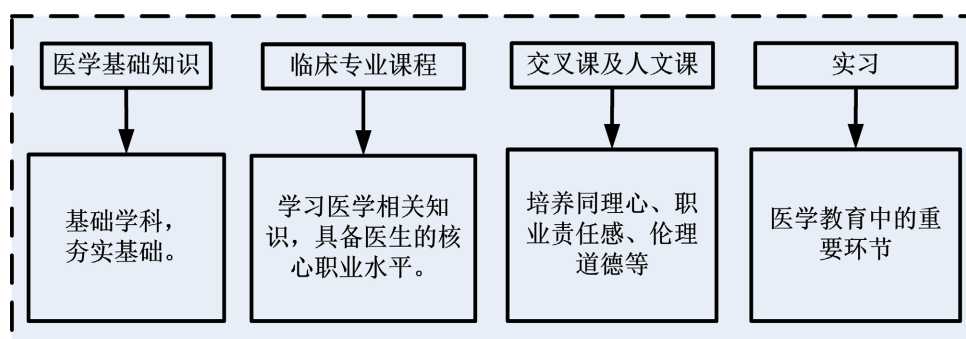 医学基础知识
临床专业课程
交叉课及人文课
实习
基础学科，
夯实基础。
学习医学相关知
识，具备医生的核
心职业水平。
培养同理心、职
业责任感、伦理
道德等
医学教育中的重
要环节